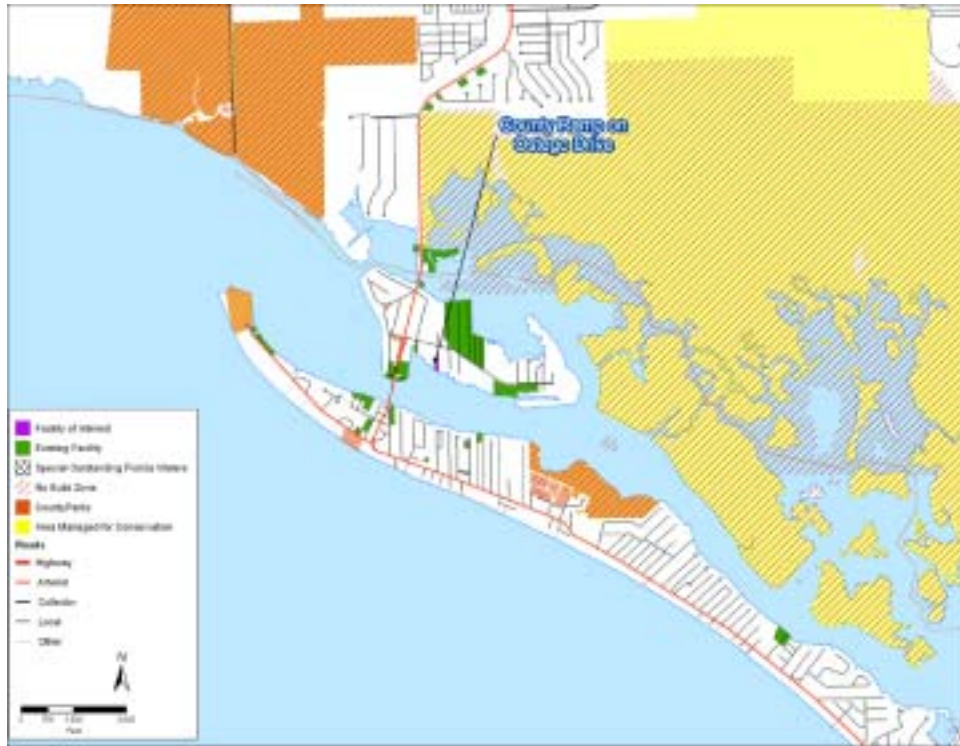 County Ramp on
Drive
Facility of Interest
Existing Facility
Special Outstanding Florida Waters
No Build Zone
County Parks
Area Managed for Conservation
Roads
Highway
Arterial
Collector
Local
Other
N
Feet